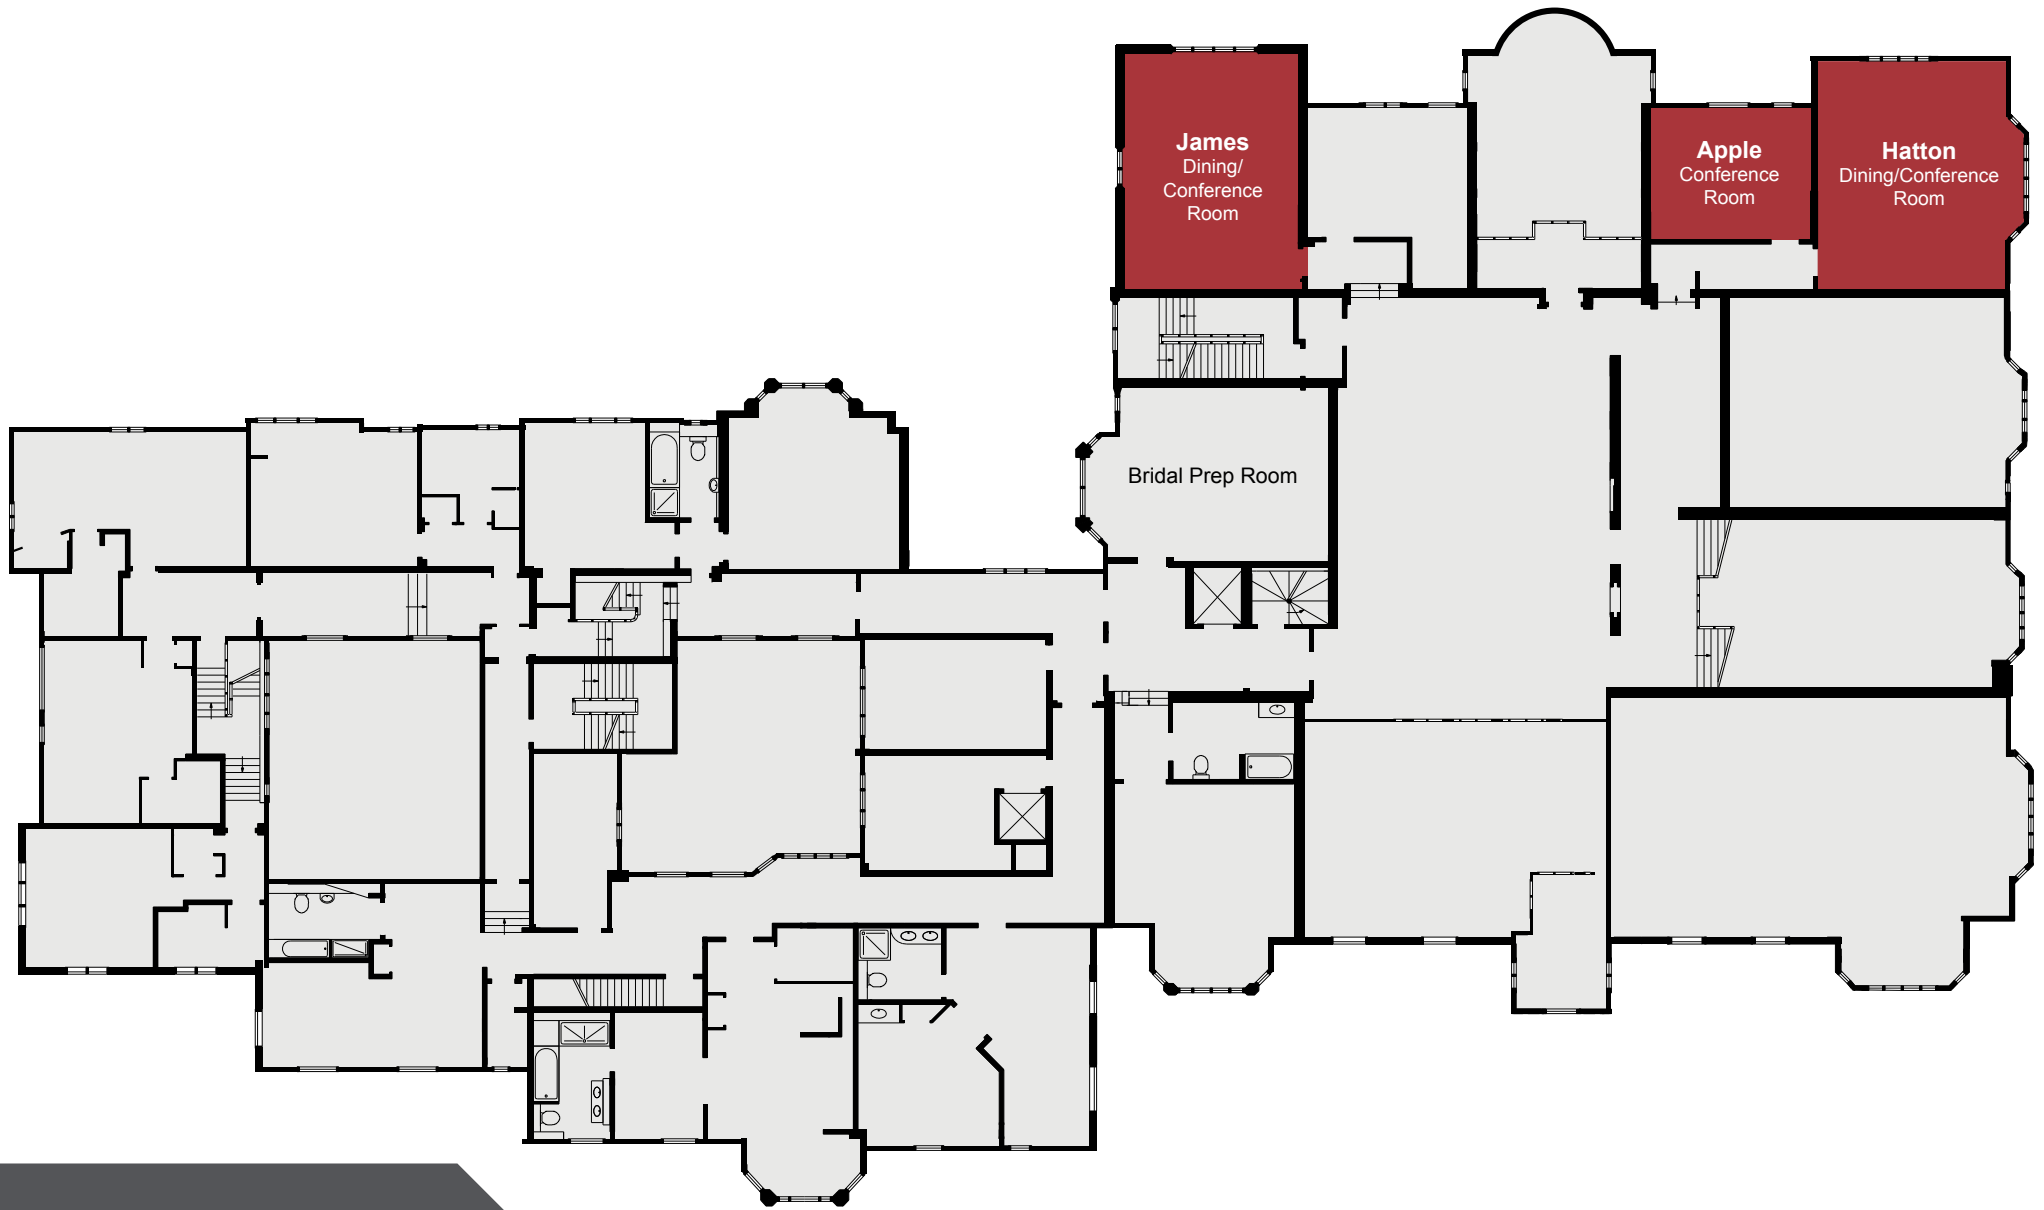 James
Dining/
Conference
Room
Apple
Conference
Room
Hatton
Dining/Conference
Room
Bridal Prep Room